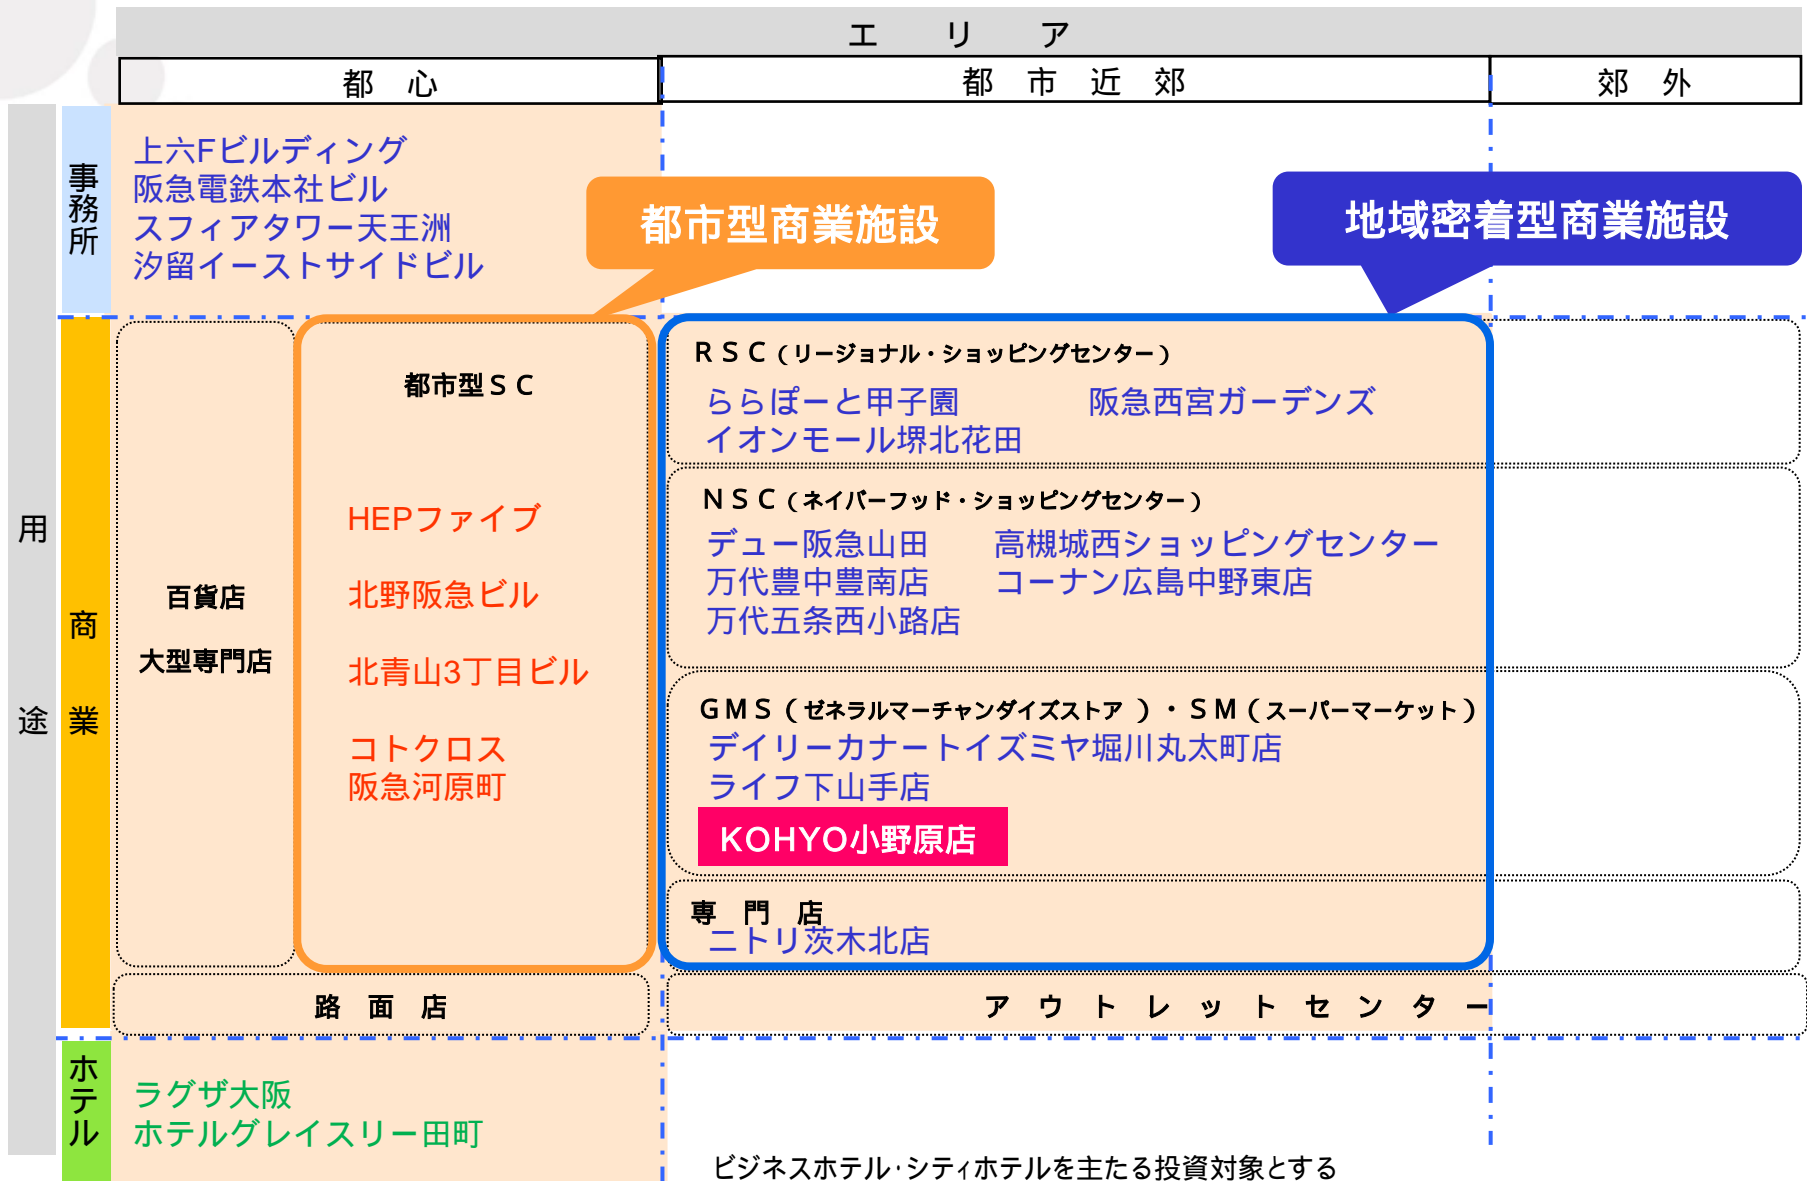 エ リ ア
都 心
都 市 近 郊
郊 外
用 途
事務所
上六Fビルディング
阪急電鉄本社ビル
スフィアタワー天王洲
汐留イーストサイドビル
都市型商業施設
地域密着型商業施設
商 業
百貨店
大型専門店
都市型ＳＣ
HEPファイブ
北野阪急ビル
北青山3丁目ビル
コトクロス
阪急河原町
ＲＳＣ（リージョナル・ショッピングセンター）
ららぽーと甲子園 阪急西宮ガーデンズ
イオンモール堺北花田
ＮＳＣ（ネイバーフッド・ショッピングセンター）
デュー阪急山田 高槻城西ショッピングセンター
万代豊中豊南店 コーナン広島中野東店
万代五条西小路店
ＧＭＳ（ゼネラルマーチャンダイズストア ）・ＳＭ（スーパーマーケット）
デイリーカナートイズミヤ堀川丸太町店
ライフ下山手店
KOHYO小野原店
専 門 店
ニトリ茨木北店
路 面 店
ア ウ ト レ ッ ト セ ン タ ー
ホテル
ラグザ大阪
ホテルグレイスリー田町
ビジネスホテル・シティホテルを主たる投資対象とする